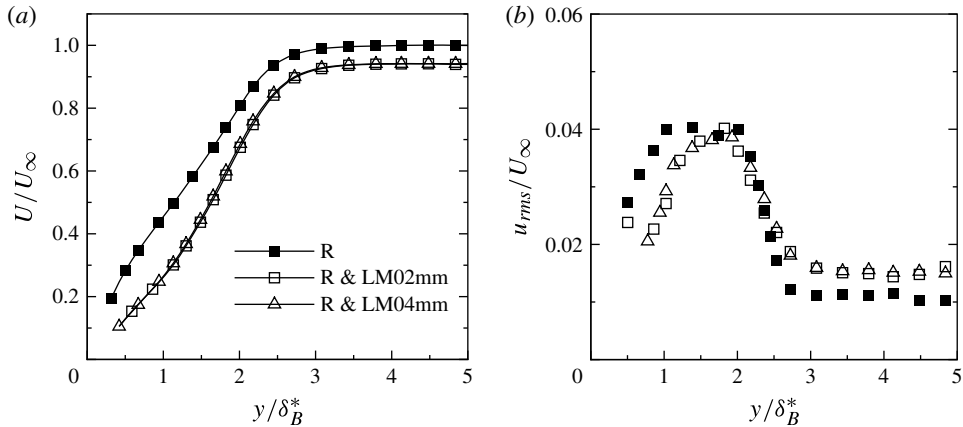 (a)
1.0
0.8
0.6
0.4
0.2
U/U∞
R
R & LM02mm
R & LM04mm
0 1 2 3 4 5
y/δ*B
(b)
0.06
0.04
0.02
urms/U∞
0 1 2 3 4 5
y/δ*B